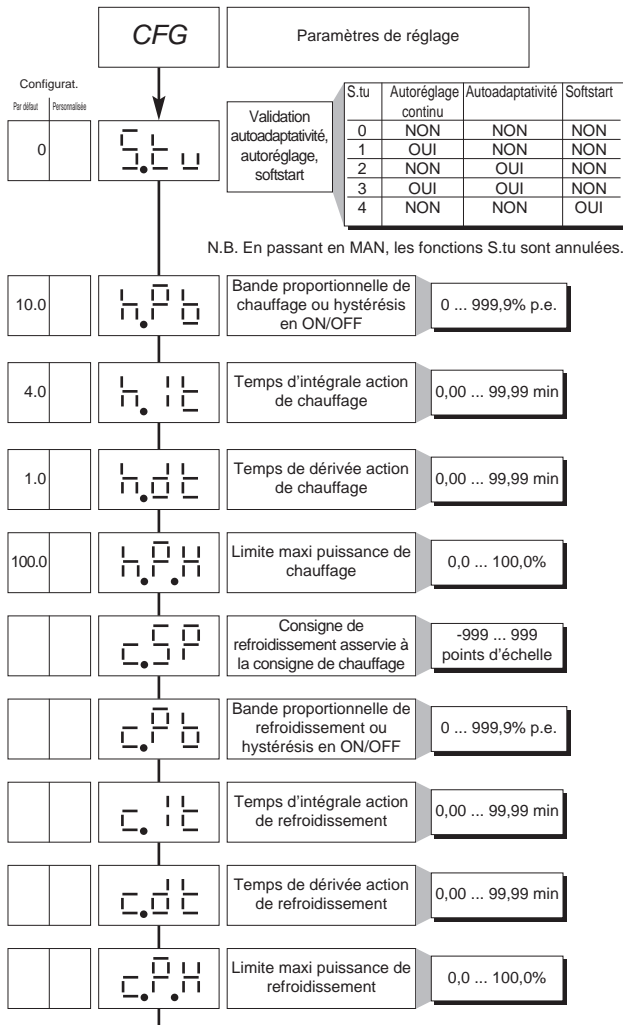 CFG
Paramètres de réglage
Configurat.
Par défaut Personnalisée
0
S.tu
Validation
autoadaptativité,
autoréglage,
softstart
S.tu Autoréglage continu Autoadaptativité Softstart
0 NON NON NON
1 OUI NON NON
2 NON OUI NON
3 OUI OUI NON
4 NON NON OUI
N.B. En passant en MAN, les fonctions S.tu sont annulées.
10.0
h.Pb
Bande proportionnelle de
chauffage ou hystérésis
en ON/OFF
0 ... 999,9% p.e.
4.0
h.It
Temps d'intégrale action
de chauffage
0,00 ... 99,99 min
1.0
h.dt
Temps de dérivée action
de chauffage
0,00 ... 99,99 min
100.0
h.P.H
Limite maxi puissance de
chauffage
0,0 ... 100,0%
c.SP
Consigne de
refroidissement asservie à
la consigne de chauffage
-999 ... 999
points d'échelle
c.Pb
Bande proportionnelle de
refroidissement ou
hystérésis en ON/OFF
0 ... 999,9% p.e.
c.It
Temps d'intégrale action
de refroidissement
0,00 ... 99,99 min
c.dt
Temps de dérivée action
de refroidissement
0,00 ... 99,99 min
c.P.H
Limite maxi puissance de
refroidissement
0,0 ... 100,0%